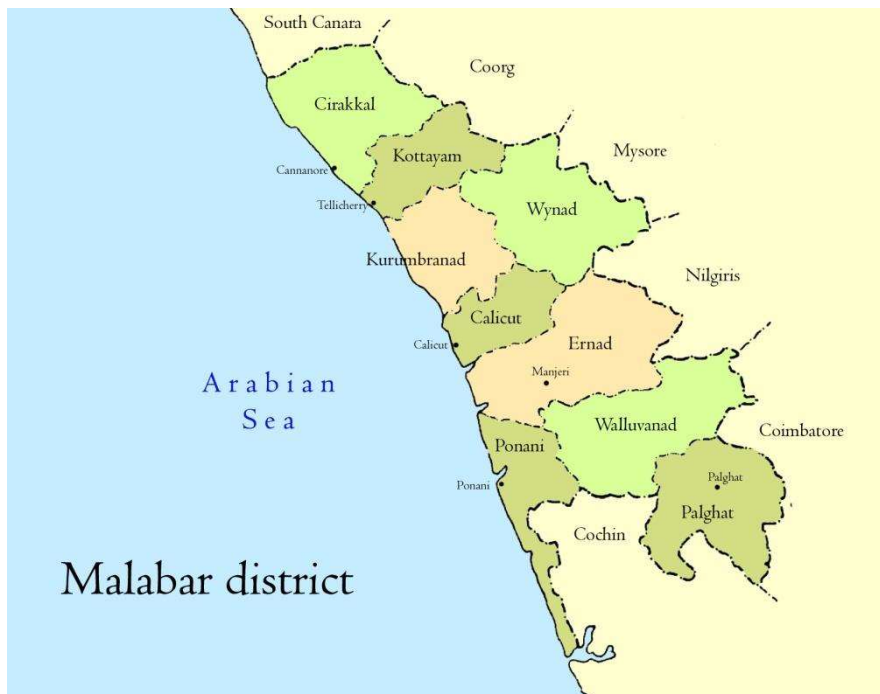 South Canara
Coorg
Cirakkal
Mysore
Kottayam
Cannanore
Wynad
Tellicherry
Kurumbranad
Nilgiris
Calicut
Calicut
Ernad
Manjeri
Arabian
Sea
Walluvanad
Coimbatore
Ponani
Palghat
Ponani
Palghat
Cochin
Malabar district